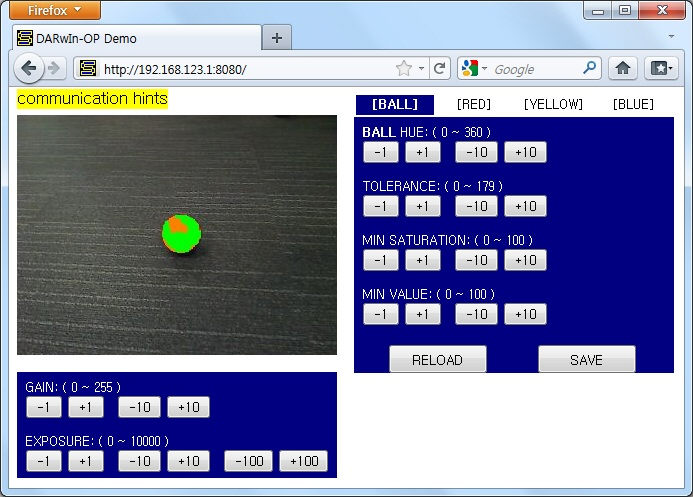 Firefox
DARwIn-OP Demo
http://192.168.123.1:8080/
Google
communication hints
[BALL] [RED] [YELLOW] [BLUE]
BALL HUE: ( 0 ~ 360 )
-1 +1 -10 +10
TOLERANCE: ( 0 ~ 179 )
-1 +1 -10 +10
MIN SATURATION: ( 0 ~ 100 )
-1 +1 -10 +10
MIN VALUE: ( 0 ~ 100 )
-1 +1 -10 +10
RELOAD SAVE
GAIN: ( 0 ~ 255 )
-1 +1 -10 +10
EXPOSURE: ( 0 ~ 10000 )
-1 +1 -10 +10 -100 +100